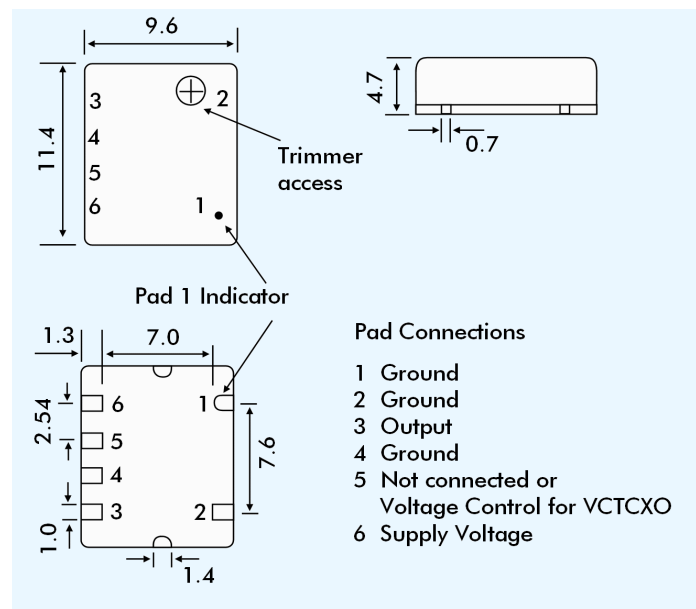 9.6
11.4
3
4
5
6
2
1
Trimmer
access
4.7
0.7
Pad 1 Indicator
1.3
7.0
2.54
6
5
4
3
1
2
7.6
1.0
1.4
Pad Connections
1 Ground
2 Ground
3 Output
4 Ground
5 Not connected or
Voltage Control for VCTCXO
6 Supply Voltage